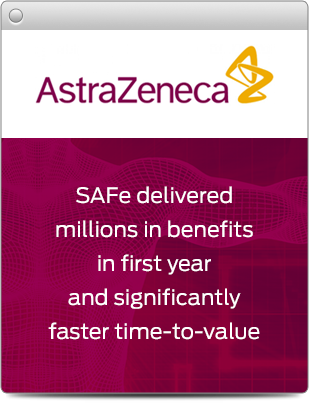 AstraZeneca
SAFe delivered
millions in benefits
in first year
and significantly
faster time-to-value